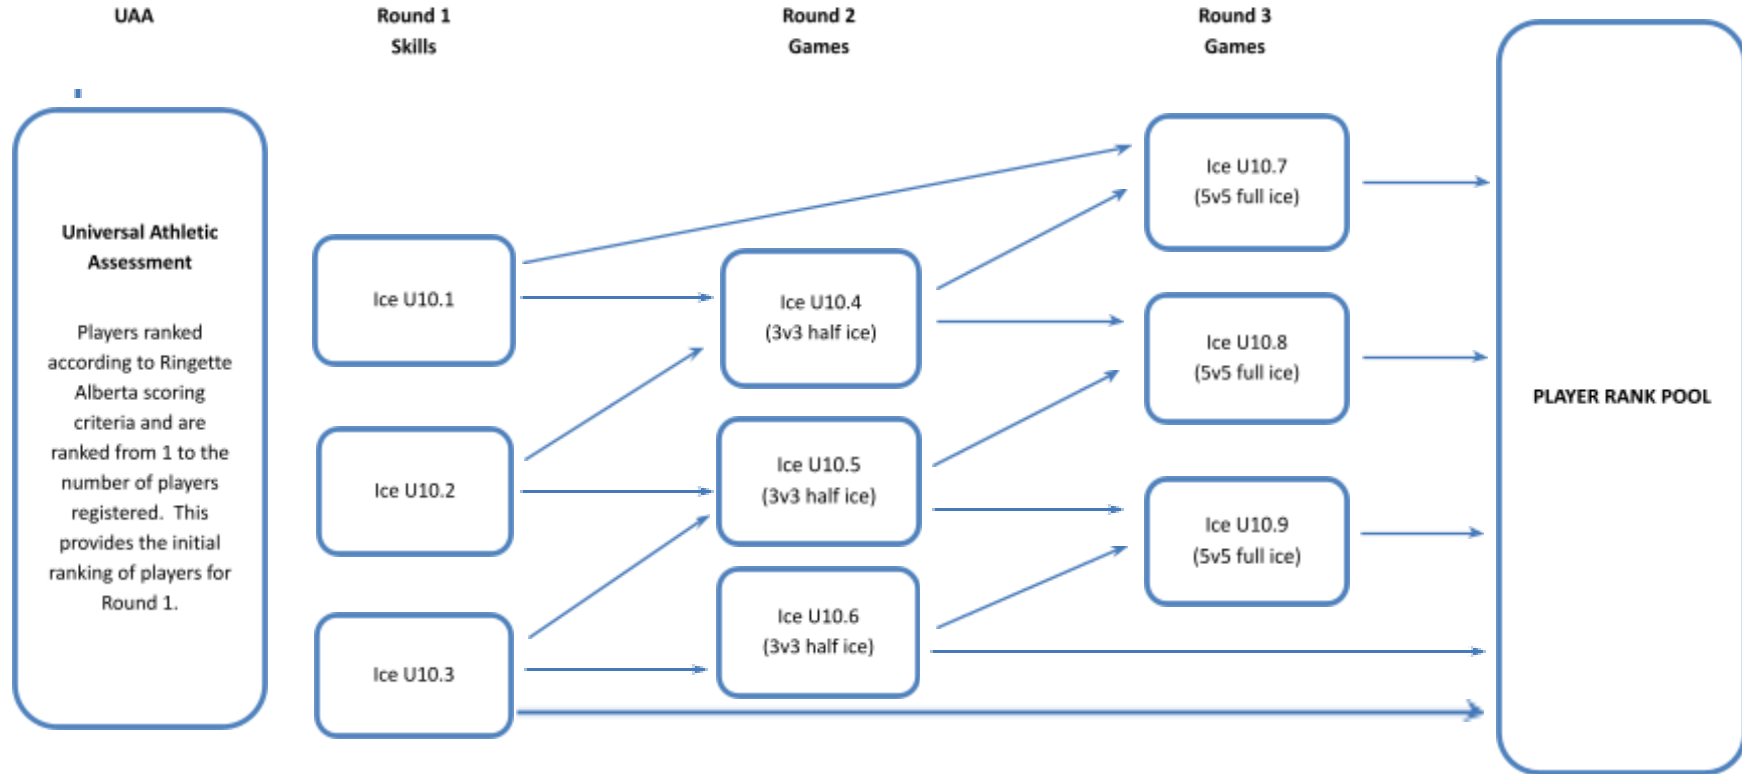 UAA
Round 1
Skills
Round 2
Games
Round 3
Games
Universal Athletic
Assessment
Players ranked
according to Ringette
Alberta scoring
criteria and are
ranked from 1 to the
number of players
registered.  This
provides the initial
ranking of players for
Round 1.
Ice U10.1
Ice U10.2
Ice U10.3
Ice U10.4
(3v3 half ice)
Ice U10.5
(3v3 half ice)
Ice U10.6
(3v3 half ice)
Ice U10.7
(5v5 full ice)
Ice U10.8
(5v5 full ice)
Ice U10.9
(5v5 full ice)
PLAYER RANK POOL